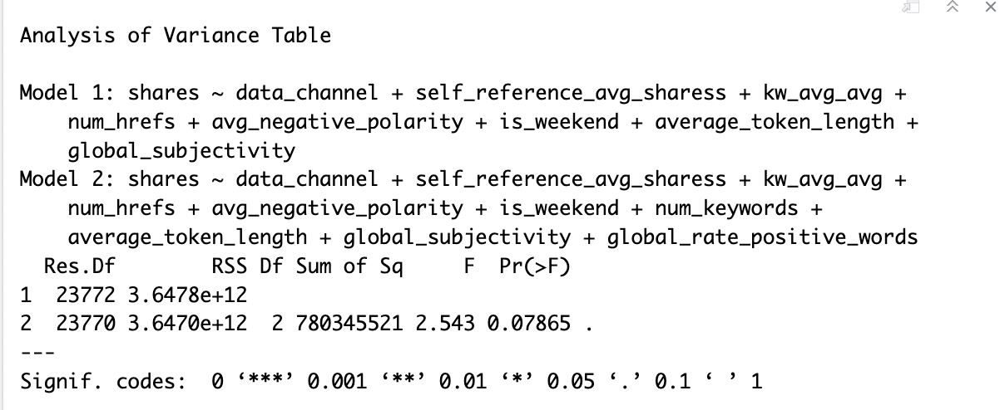 Analysis of Variance Table
Model 1: shares ~ data_channel + self_reference_avg_sharess + kw_avg_avg +
num_hrefs + avg_negative_polarity + is_weekend + average_token_length +
global_subjectivity
Model 2: shares ~ data_channel + self_reference_avg_sharess + kw_avg_avg +
num_hrefs + avg_negative_polarity + is_weekend + num_keywords +
average_token_length + global_subjectivity + global_rate_positive_words
Res.Df RSS Df Sum of Sq F Pr(>F)
1 23772 3.6478e+12
2 23770 3.6470e+12 2 780345521 2.543 0.07865 .
---
Signif. codes: 0 ‘***’ 0.001 ‘**’ 0.01 ‘*’ 0.05 ‘.’ 0.1 ‘ ’ 1